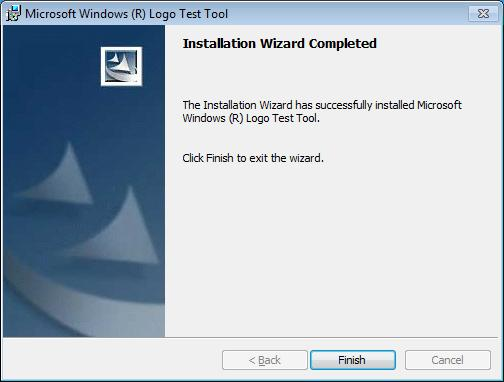 Microsoft Windows (R) Logo Test Tool
Installation Wizard Completed
The Installation Wizard has successfully installed Microsoft
Windows (R) Logo Test Tool.
Click Finish to exit the wizard.
< Back Finish Cancel